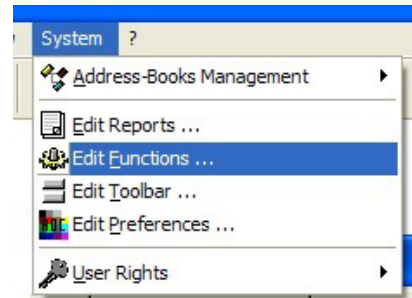 System ?
Address-Books Management
Edit Reports ...
Edit Functions ...
Edit Toolbar ...
Edit Preferences ...
User Rights